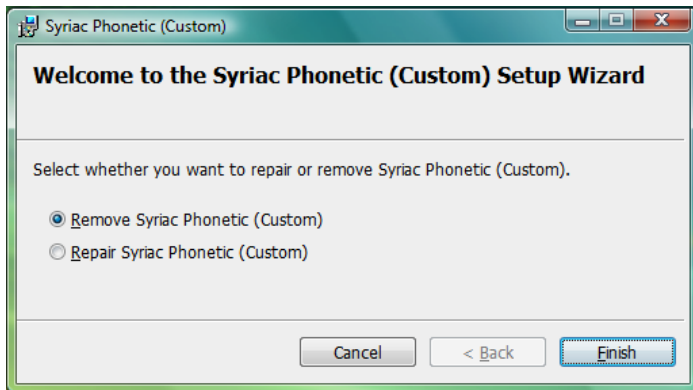 Syriac Phonetic (Custom)
Welcome to the Syriac Phonetic (Custom) Setup Wizard
Select whether you want to repair or remove Syriac Phonetic (Custom).
Remove Syriac Phonetic (Custom)
Repair Syriac Phonetic (Custom)
Cancel < Back Finish